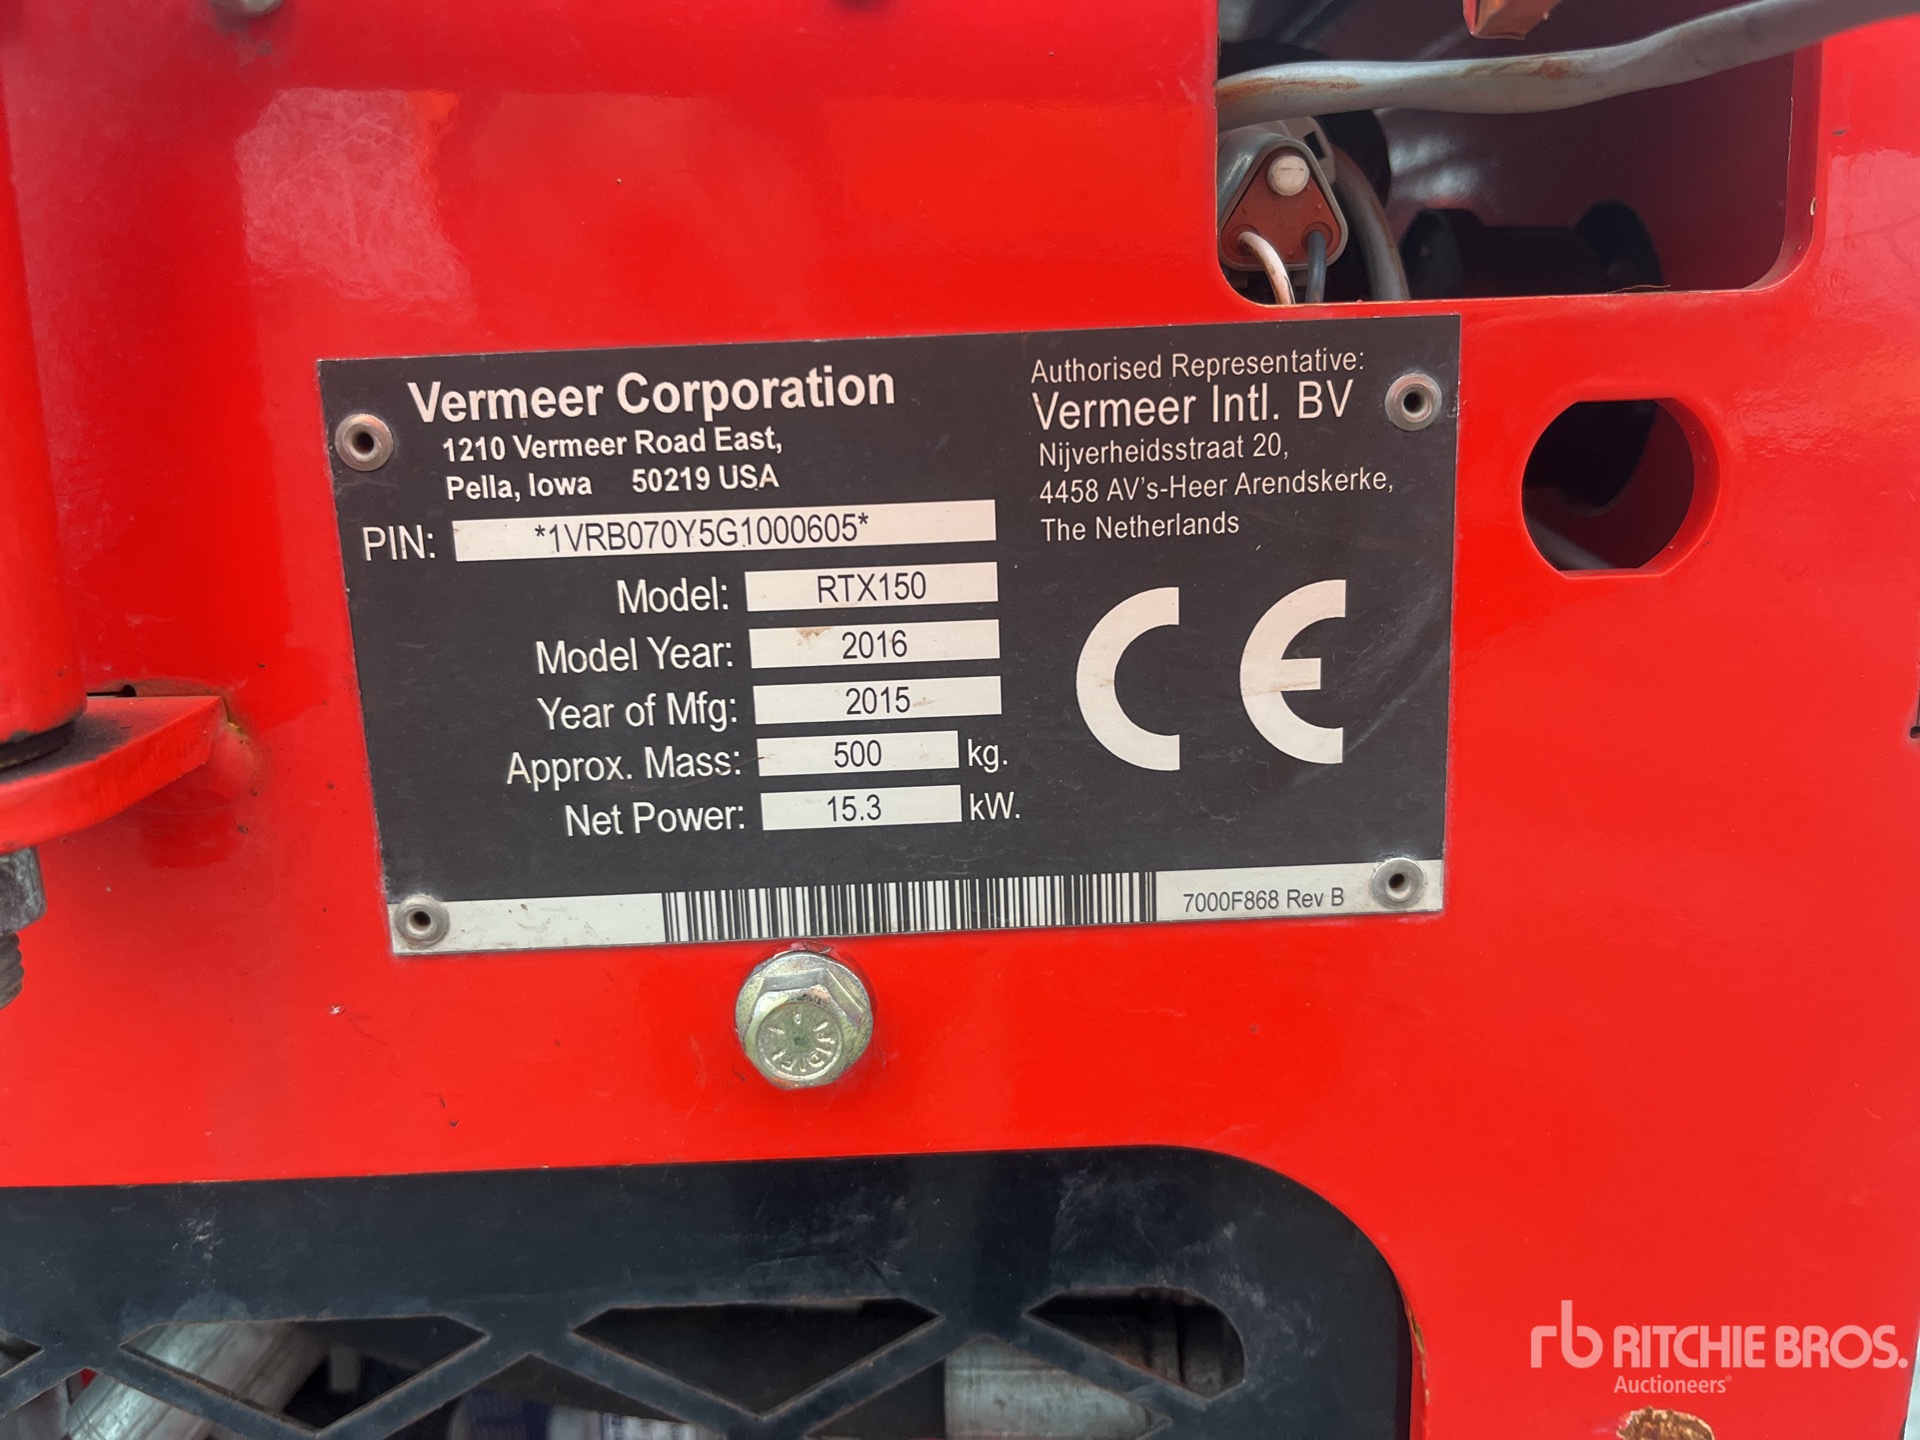 Vermeer Corporation
1210 Vermeer Road East,
Pella, Iowa 50219 USA
PIN: *1VRB070Y5G1000605*
Model: RTX150
Model Year: 2016
Year of Mfg: 2015
Approx. Mass: 500 kg.
Net Power: 15.3 kW.
Authorised Representative:
Vermeer Intl. BV
Nijverheidsstraat 20,
4458 AV's-Heer Arendskerke,
The Netherlands
CE
7000F868 Rev B
rb RITCHIE BROS.
Auctioneers